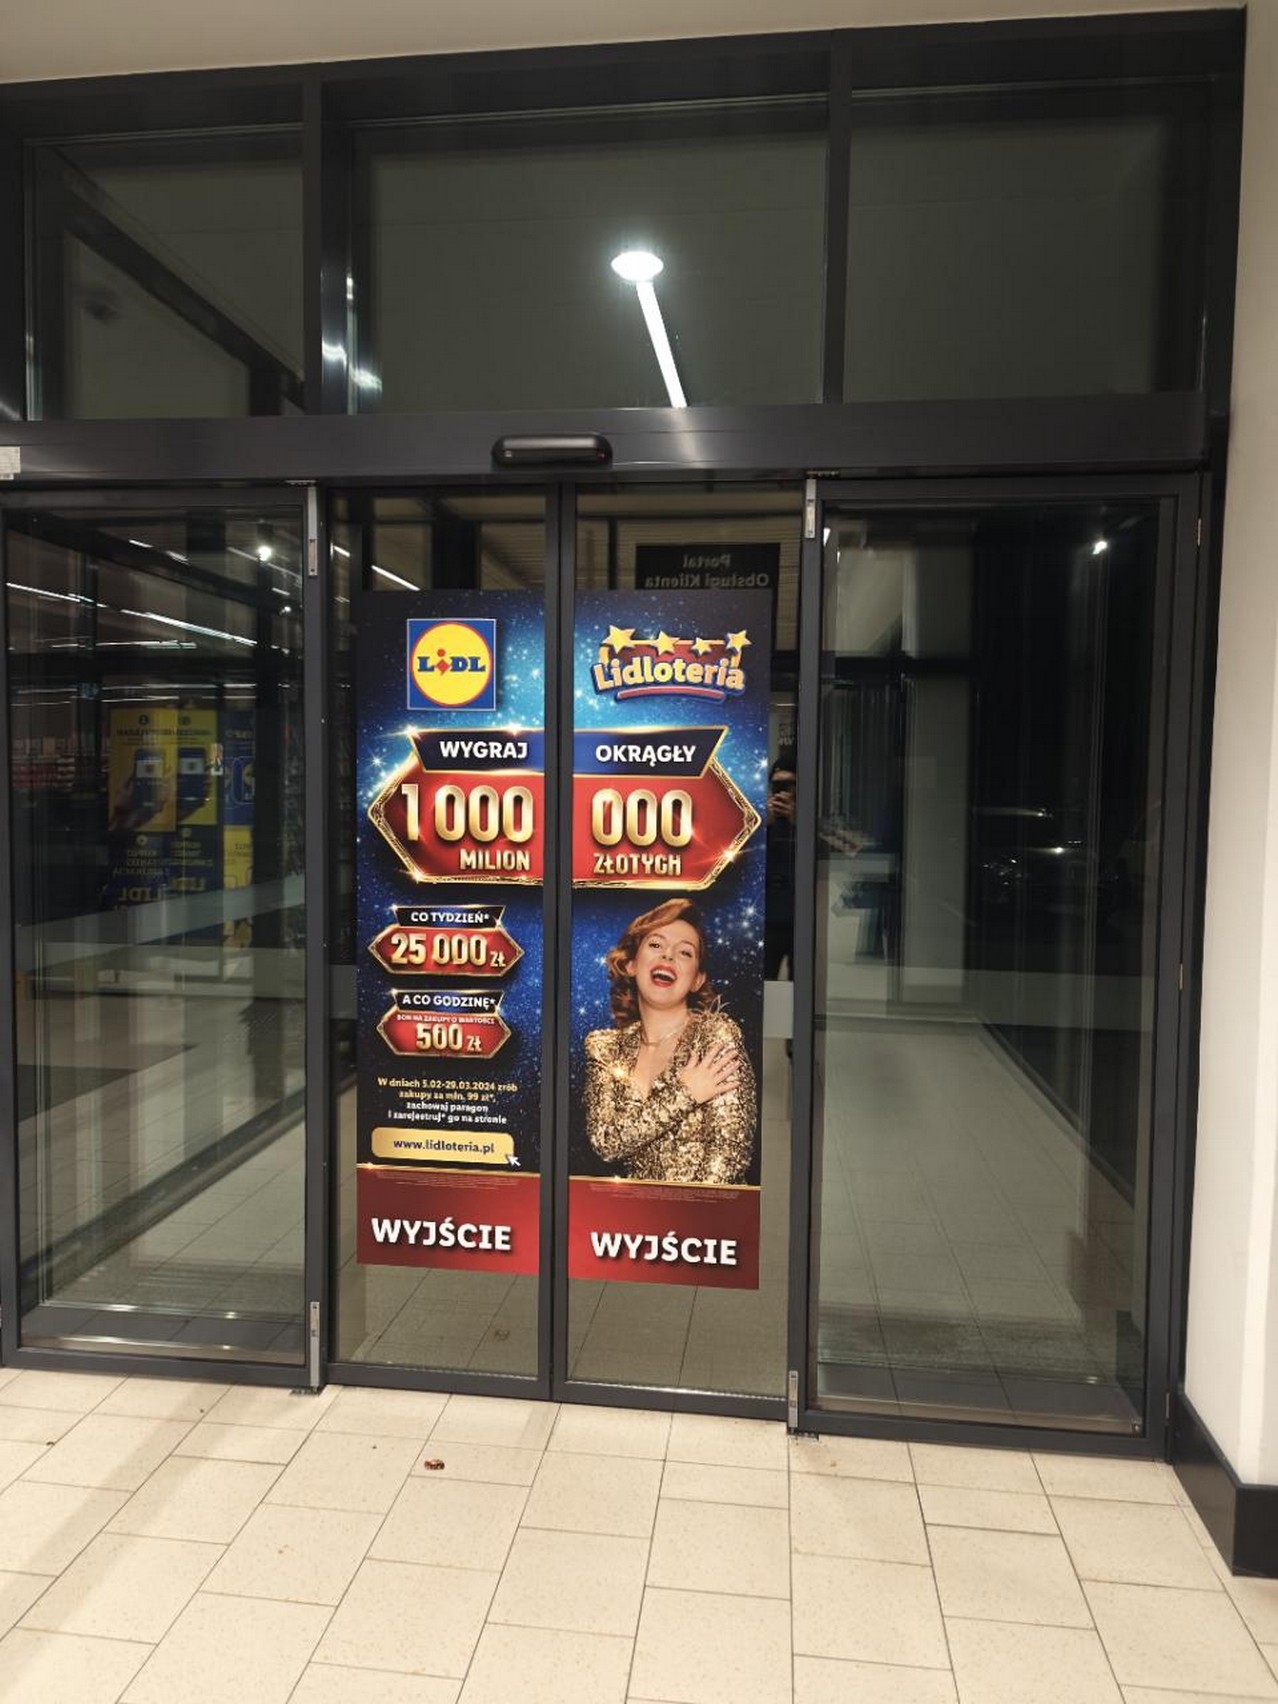 Portal
Obsługi Klienta
LIDL
Lidloteria
WYGRAJ OKRĄGŁY
1 000 000
MILION ZŁOTYCH
CO TYDZIEŃ*
25 000 zł
A CO GODZINĘ*
BON NA ZAKUPY O WARTOŚCI
500 zł
W dniach 5.02-29.03.2024 zrób
zakupy za min. 99 zł*,
zachowaj paragon
i zarejestruj* go na stronie
www.lidloteria.pl
WYJŚCIE WYJŚCIE